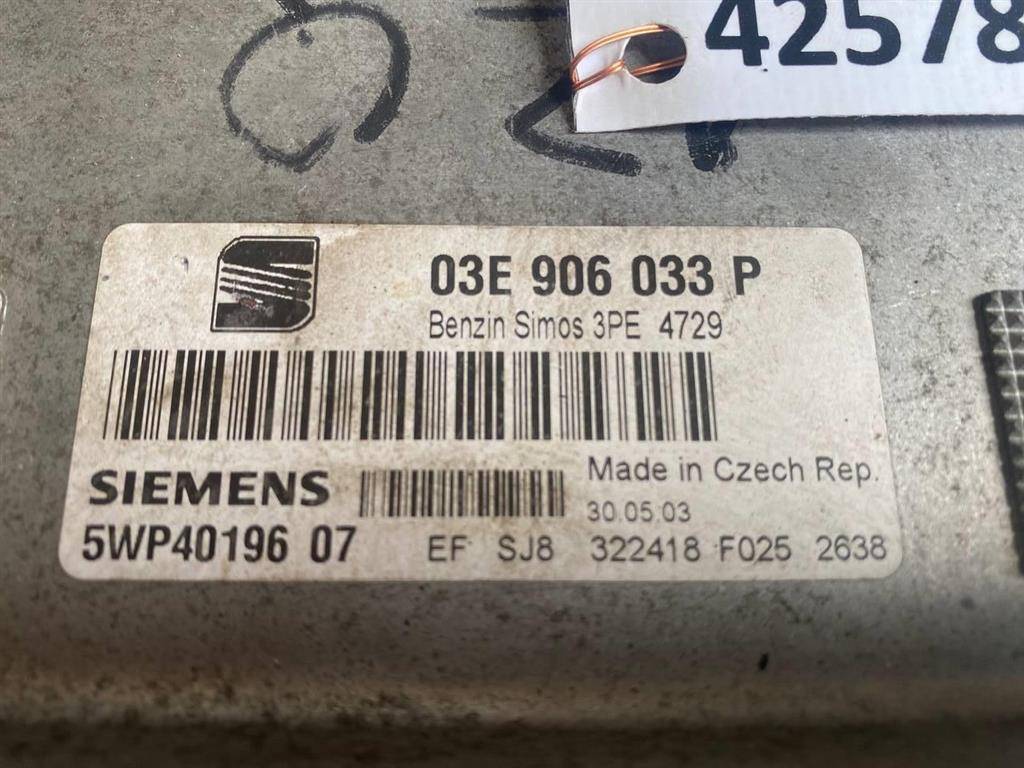 42578
03E 906 033 P
Benzin Simos 3PE 4729
SIEMENS
Made in Czech Rep.
30.05.03
5WP40196 07
EF SJ8 322418 F025 2638